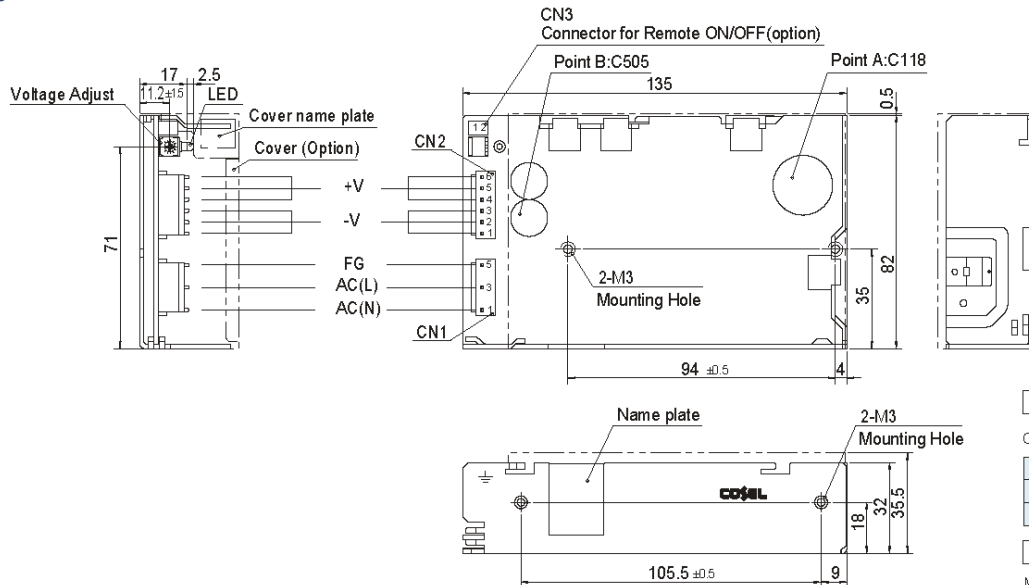 CN3
Connector for Remote ON/OFF(option)
Point B:C505
Point A:C118
17
2.5
135
0.5
11.2±1.5
Voltage Adjust
LED
Cover name plate
1 2
Cover (Option)
CN2
+V
6
5
4
-V
3
2
1
71
82
FG
5
AC(L)
3
AC(N)
1
2-M3
Mounting Hole
35
CN1
94 ±0.5
4
Name plate
2-M3
Mounting Hole
COSEL
18
32
35.5
105.5 ±0.5
9